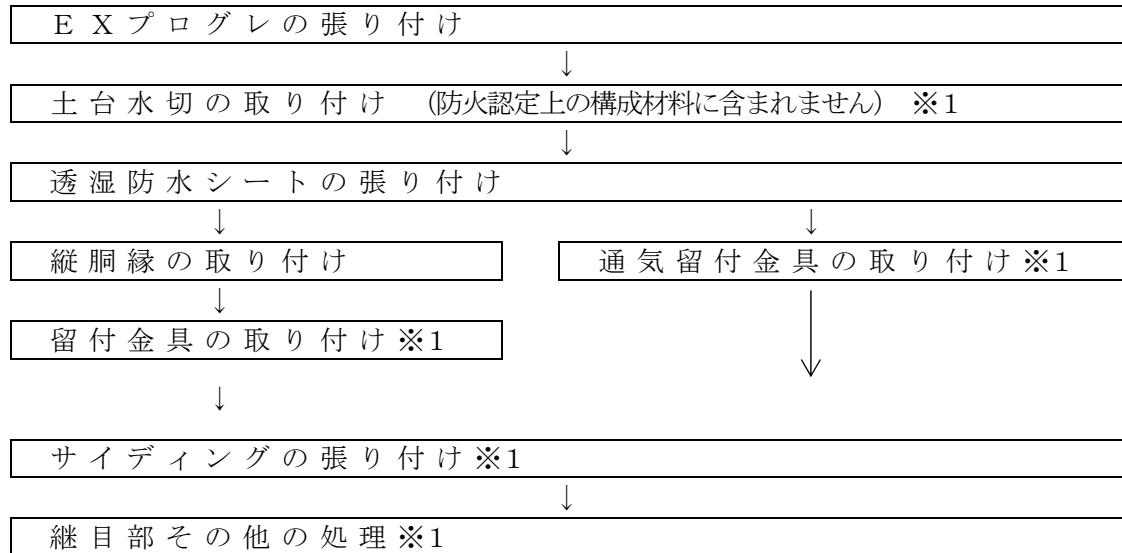 ＥＸプログレの張り付け
↓
土台水切の取り付け (防火認定上の構成材料に含まれません) ※1
↓
透湿防水シートの張り付け
↓ ↓
縦胴縁の取り付け 通気留付金具の取り付け※1
↓
留付金具の取り付け※1
↓
サイディングの張り付け※1
↓
継目部その他の処理※1